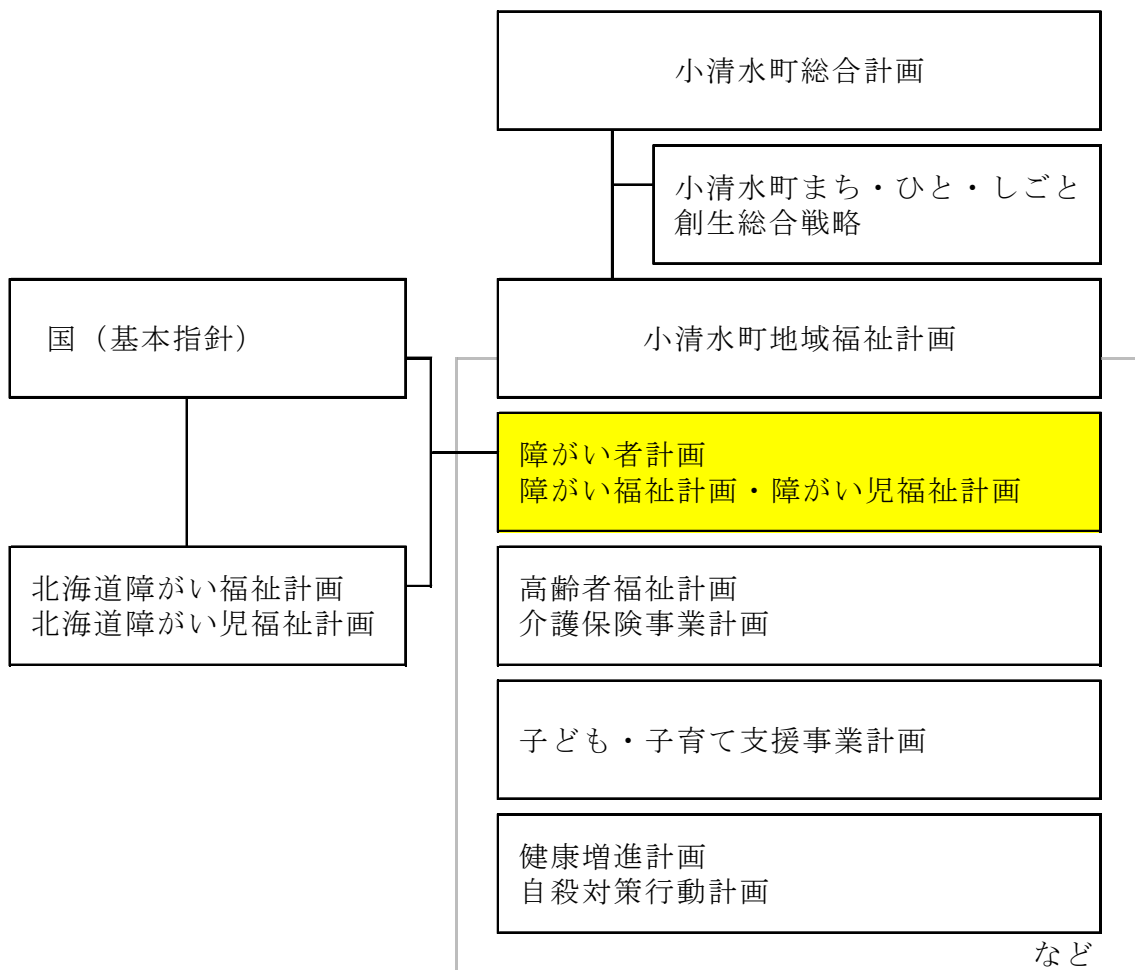 小清水町総合計画
小清水町まち・ひと・しごと
創生総合戦略
国（基本指針）
小清水町地域福祉計画
障がい者計画
障がい福祉計画・障がい児福祉計画
北海道障がい福祉計画
北海道障がい児福祉計画
高齢者福祉計画
介護保険事業計画
子ども・子育て支援事業計画
健康増進計画
自殺対策行動計画
など